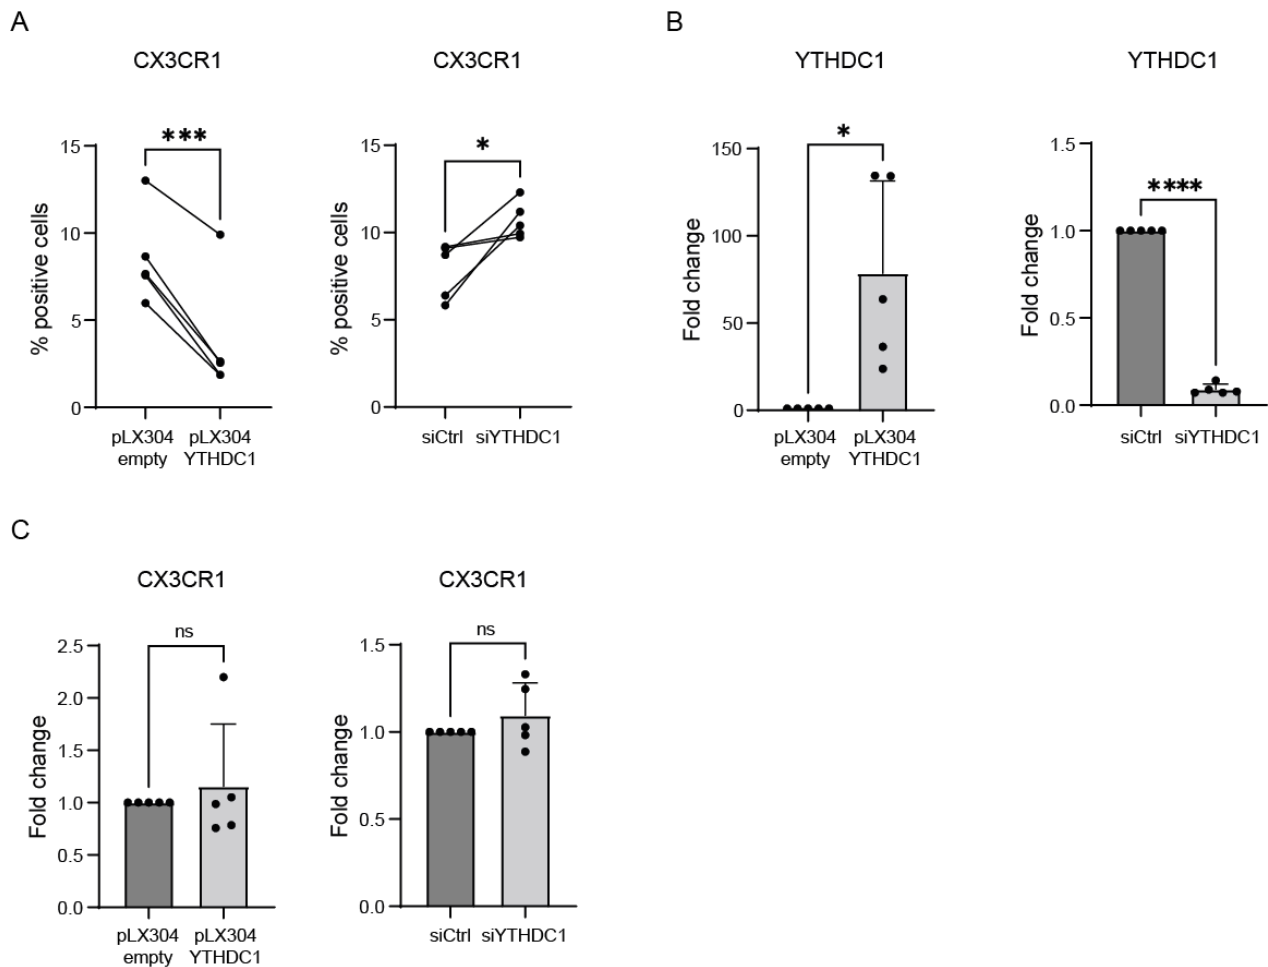 A
CX3CR1
% positive cells
15
10
5
0
***
pLX304
empty
pLX304
YTHDC1
CX3CR1
% positive cells
15
10
5
0
*
siCtrl
siYTHDC1
B
YTHDC1
Fold change
150
100
50
0
*
pLX304
empty
pLX304
YTHDC1
YTHDC1
Fold change
1.5
1.0
0.5
0.0
****
siCtrl
siYTHDC1
C
CX3CR1
Fold change
2.5
2.0
1.5
1.0
0.5
0.0
ns
pLX304
empty
pLX304
YTHDC1
CX3CR1
Fold change
1.5
1.0
0.5
0.0
ns
siCtrl
siYTHDC1